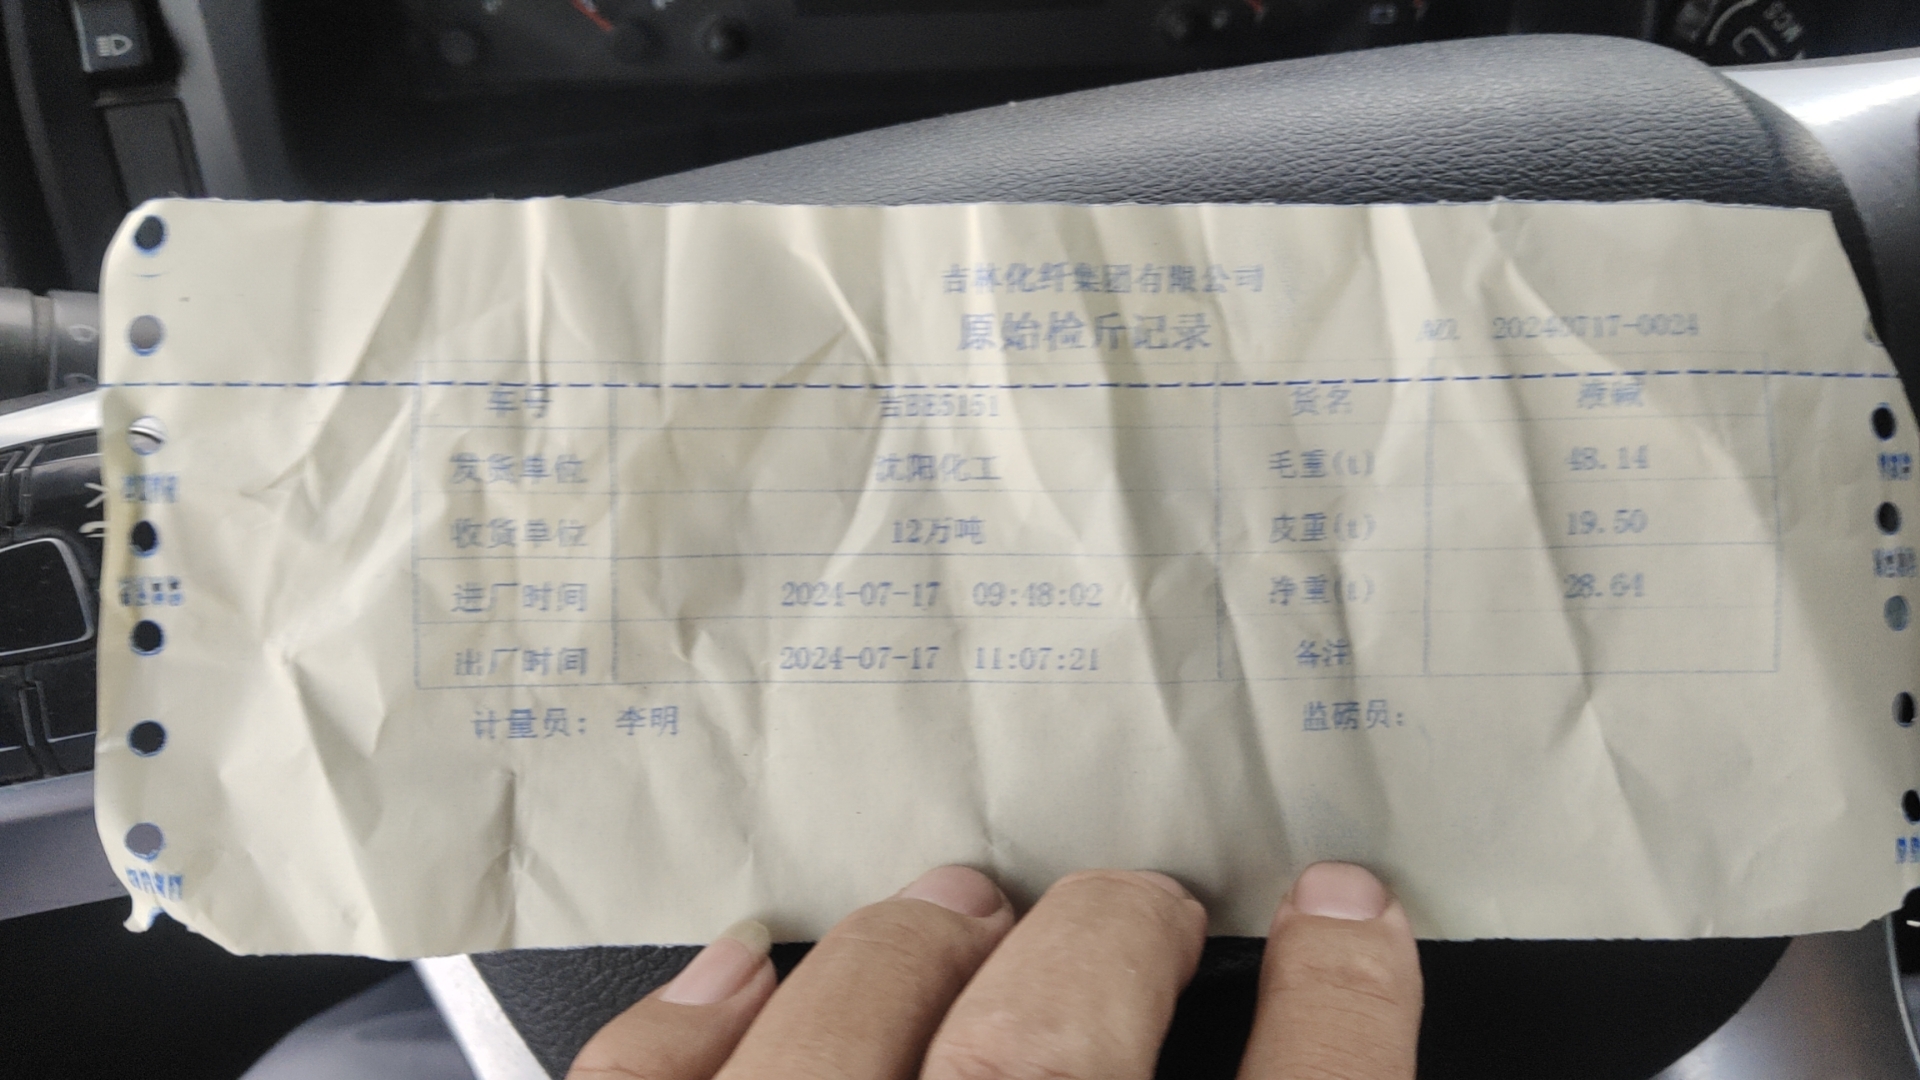 吉林化纤集团有限公司
原始检斤记录
NO. 20240717-0024
车号 吉BE5151 货名 液碱
发货单位 沈阳化工 毛重(t) 48.14
收货单位 12万吨 皮重(t) 19.50
进厂时间 2024-07-17 09:48:02 净重(t) 28.64
出厂时间 2024-07-17 11:07:21 备注
计量员: 李明 监磅员: